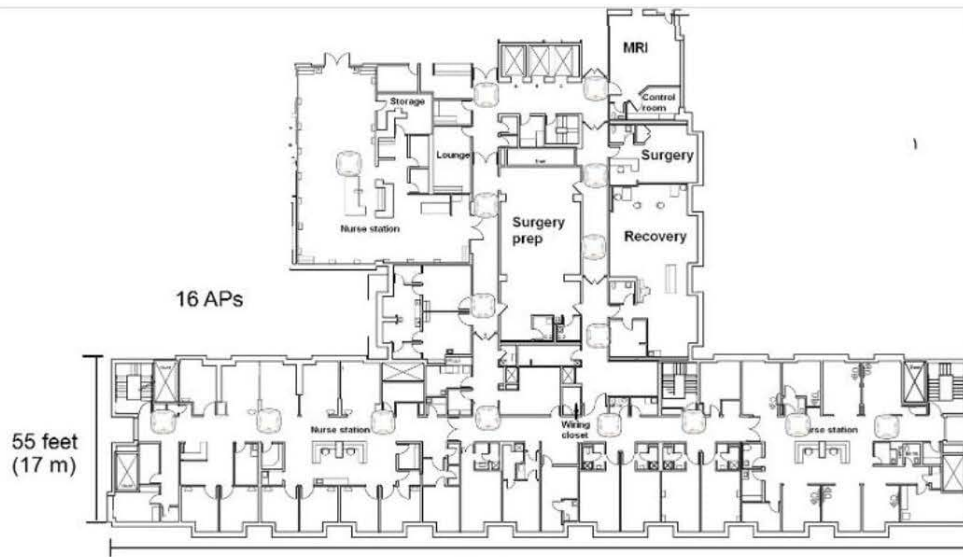 MRI
Control
room
Storage
Surgery
Lounge
Surgery
prep
Nurse station
Recovery
16 APs
Nurse station
Wiring
closet
rse station
55 feet
(17 m)